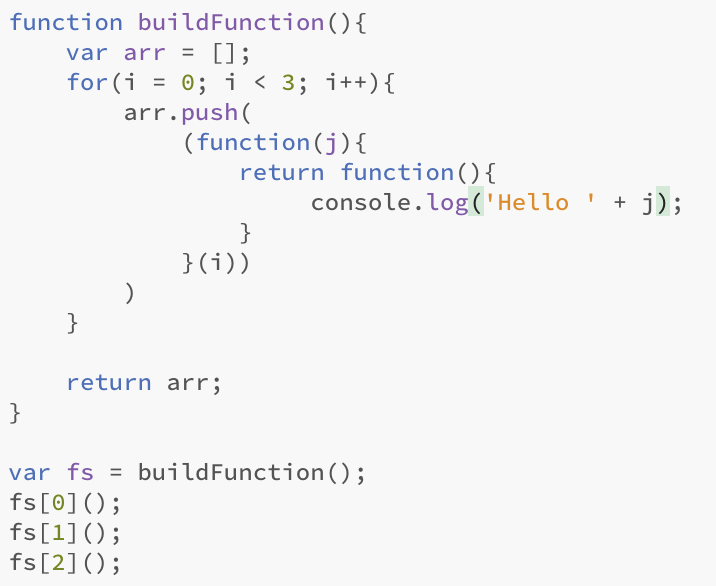 function buildFunction(){
    var arr = [];
    for(i = 0; i < 3; i++){
        arr.push(
            (function(j){
                return function(){
                     console.log('Hello ' + j);
                }
            }(i))
        )
    }

    return arr;
}

var fs = buildFunction();
fs[0]();
fs[1]();
fs[2]();